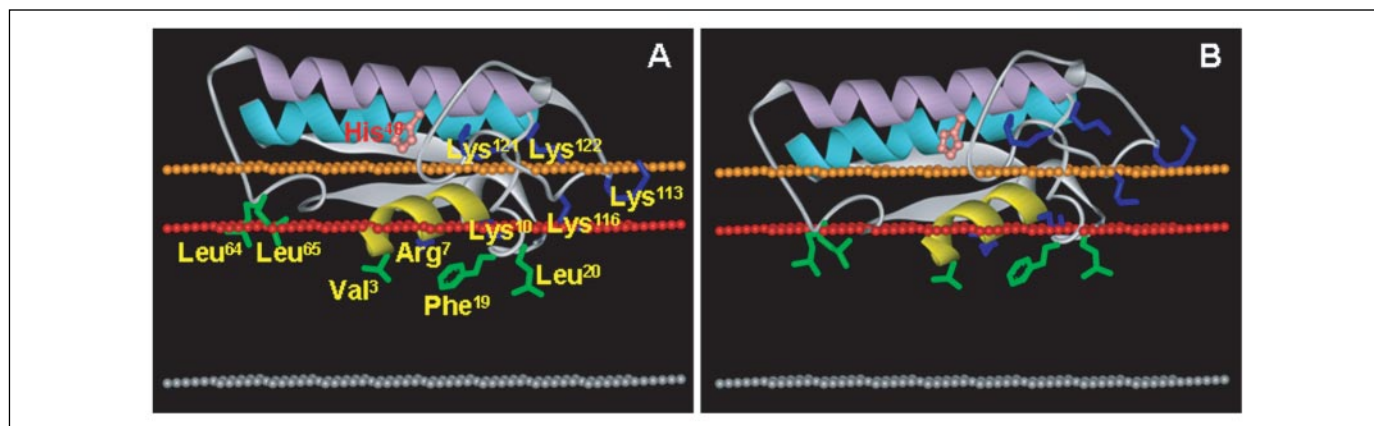 A
B
His⁴⁸
Lys¹²¹ Lys¹²²
Lys¹¹³
Lys¹¹⁶
Lys¹⁰
Leu⁶⁴ Leu⁶⁵
Arg⁷
Leu²⁰
Val³
Phe¹⁹